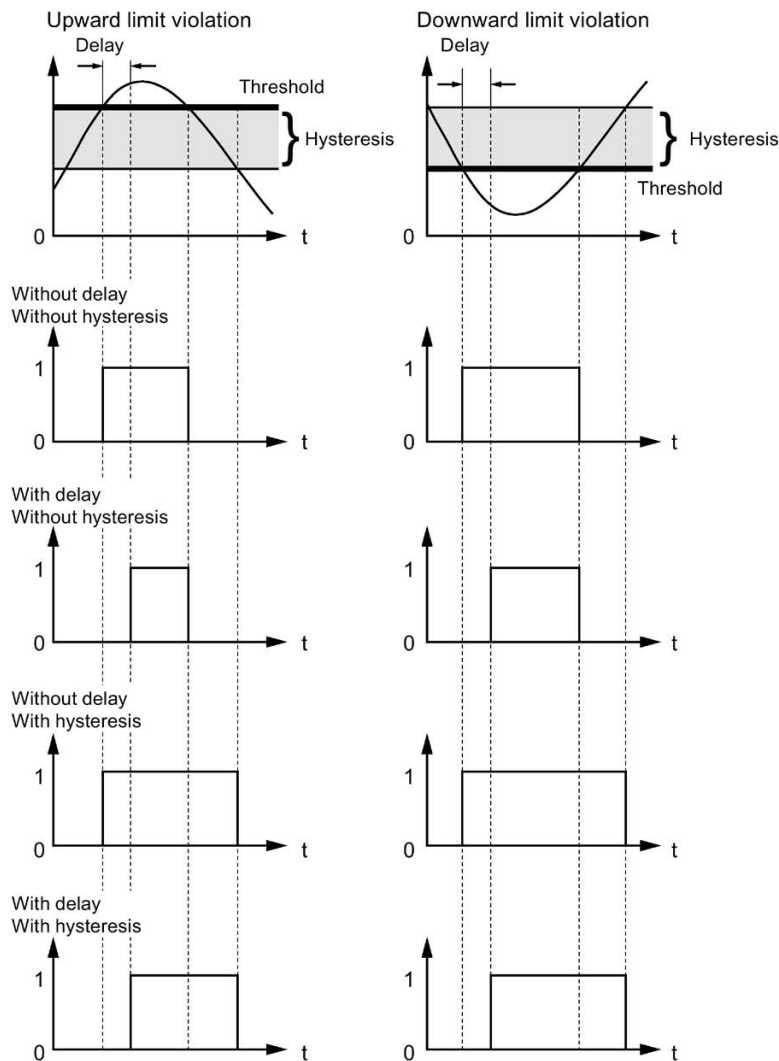 Upward limit violation
Delay
Threshold
Hysteresis
0
t
Downward limit violation
Delay
Hysteresis
Threshold
0
t
Without delay
Without hysteresis
1
0
t
1
0
t
With delay
Without hysteresis
1
0
t
1
0
t
Without delay
With hysteresis
1
0
t
1
0
t
With delay
With hysteresis
1
0
t
1
0
t